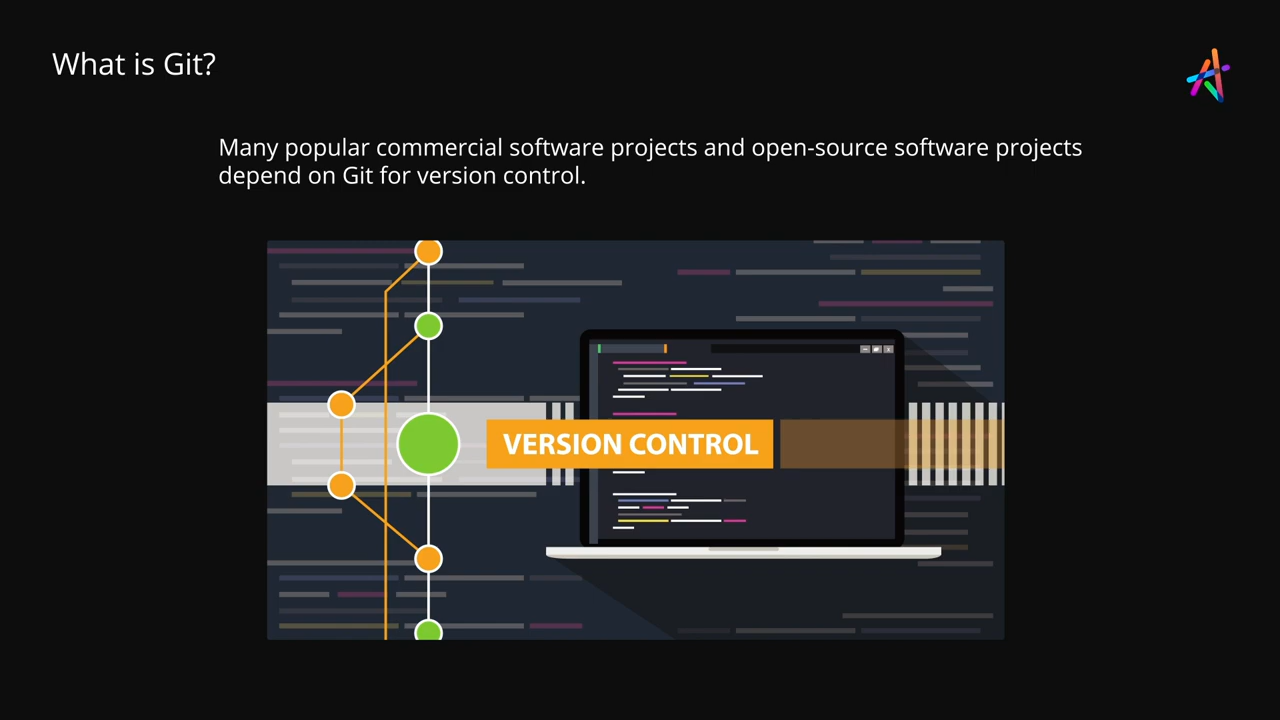 What is Git?
Many popular commercial software projects and open-source software projects
depend on Git for version control.
VERSION CONTROL